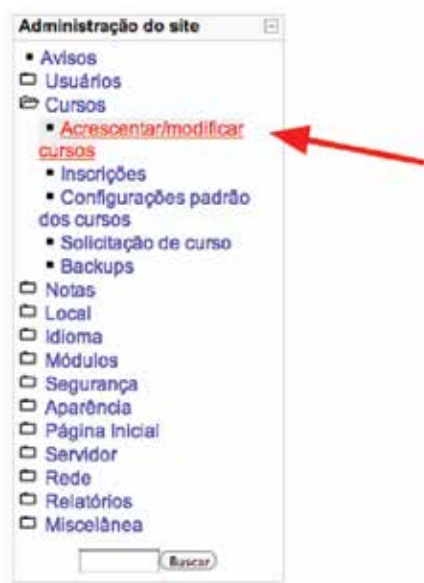 Administração do site
Avisos
Usuários
Cursos
Acrescentar/modificar
cursos
Inscrições
Configurações padrão
dos cursos
Solicitação de curso
Backups
Notas
Local
Idioma
Módulos
Segurança
Aparência
Página Inicial
Servidor
Rede
Relatórios
Miscelânea
Buscar